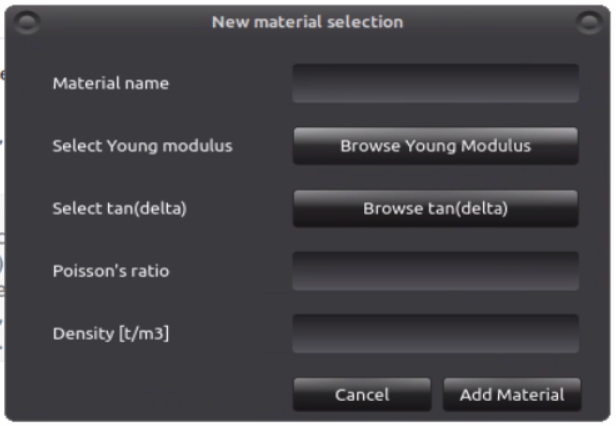 New material selection
Material name
Select Young modulus Browse Young Modulus
Select tan(delta) Browse tan(delta)
Poisson's ratio
Density [t/m3]
Cancel Add Material